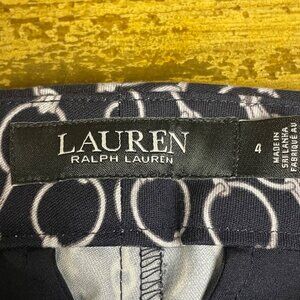 LAUREN
RALPH LAUREN
4
MADE IN
SRI LANKA
FABRIQUÉ AU